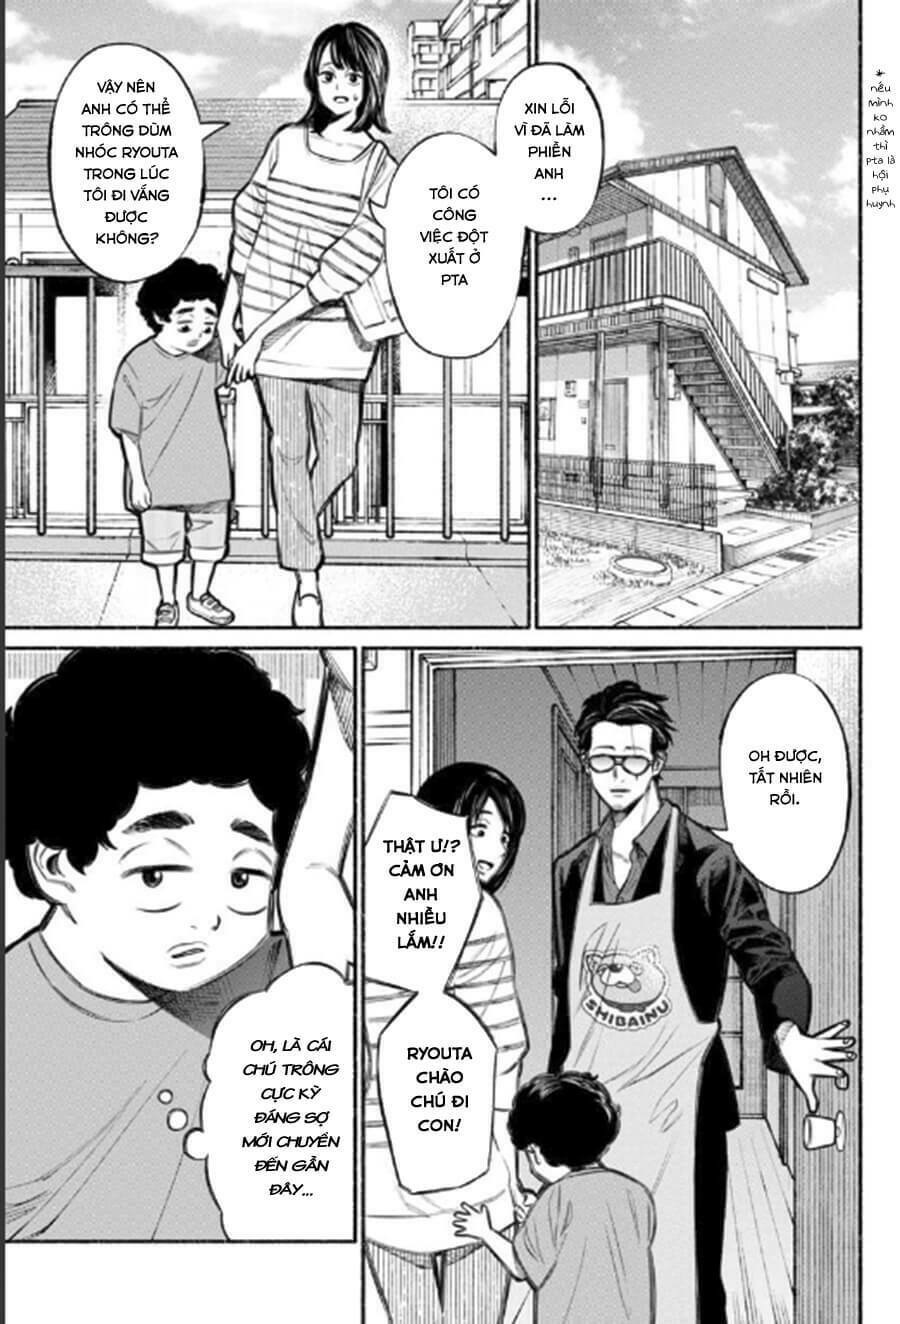 *
nếu
mình
ko
nhầm
thì
pta là
hội
phụ
huynh
XIN LỖI
VÌ ĐÃ LÀM
PHIỀN
ANH
...
TÔI CÓ
CÔNG
VIỆC ĐỘT
XUẤT Ở
PTA
VẬY NÊN
ANH CÓ THỂ
TRÔNG DÙM
NHÓC RYOUTA
TRONG LÚC
TÔI ĐI VẮNG
ĐƯỢC
KHÔNG?
OH ĐƯỢC,
TẤT NHIÊN
RỒI.
THẬT Ư!?
CẢM ƠN
ANH
NHIỀU
LẮM!!
SHIBAINU
RYOUTA
CHÀO
CHÚ ĐI
CON!
OH, LÀ CÁI
CHÚ TRÔNG
CỰC KỲ
ĐÁNG SỢ
MỚI CHUYỂN
ĐẾN GẦN
ĐÂY...